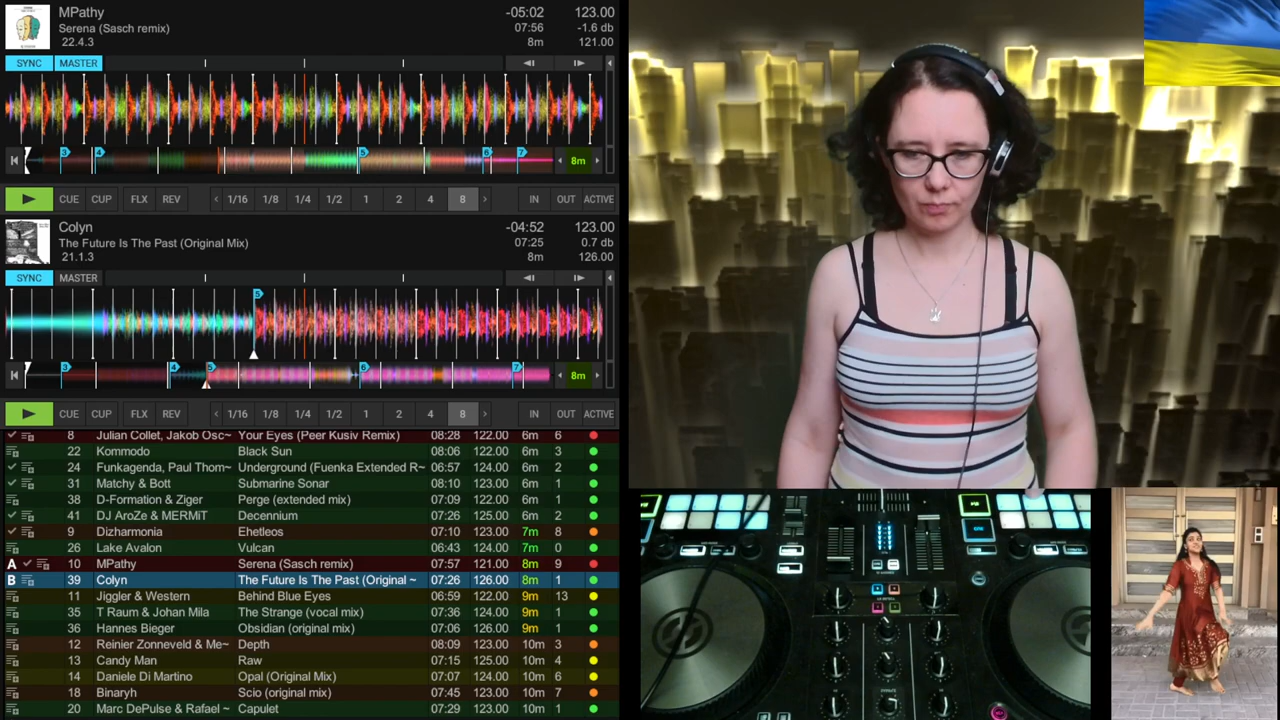 MPathy -05:02 123.00
Serena (Sasch remix) 07:56 -1.6 db
22.4.3 8m 121.00
SYNC MASTER
3 4 5 6 7 8m
CUE CUP FLX REV 1/16 1/8 1/4 1/2 1 2 4 8 IN OUT ACTIVE
Colyn -04:52 123.00
The Future Is The Past (Original Mix) 07:25 0.7 db
21.1.3 8m 126.00
SYNC MASTER
5
3 4 5 6 7 8m
CUE CUP FLX REV 1/16 1/8 1/4 1/2 1 2 4 8 IN OUT ACTIVE
8 Julian Collet, Jakob Osc~ Your Eyes (Peer Kusiv Remix) 08:28 122.00 6m 6
22 Kommodo Black Sun 08:06 122.00 6m 3
24 Funkagenda, Paul Thom~ Underground (Fuenka Extended R~ 06:57 124.00 6m 2
31 Matchy & Bott Submarine Sonar 08:10 123.00 6m 1
38 D-Formation & Ziger Perge (extended mix) 07:09 122.00 6m 1
41 DJ AroZe & MERMiT Decennium 07:26 125.00 6m 2
9 Dizharmonia Ehetleos 07:10 123.00 7m 8
26 Lake Avalon Vulcan 06:43 124.00 7m 0
A 10 MPathy Serena (Sasch remix) 07:57 121.00 8m 9
B 39 Colyn The Future Is The Past (Original ~ 07:26 126.00 8m 1
11 Jiggler & Western Behind Blue Eyes 06:59 122.00 9m 13
35 T Raum & Johan Mila The Strange (vocal mix) 07:36 124.00 9m 1
36 Hannes Bieger Obsidian (original mix) 07:06 126.00 9m 1
12 Reinier Zonneveld & Me~ Depth 08:09 123.00 10m 3
13 Candy Man Raw 07:15 125.00 10m 4
14 Daniele Di Martino Opal (Original Mix) 07:07 124.00 10m 6
18 Binaryh Scio (original mix) 07:45 123.00 10m 7
20 Marc DePulse & Rafael ~ Capulet 07:29 123.00 10m 1